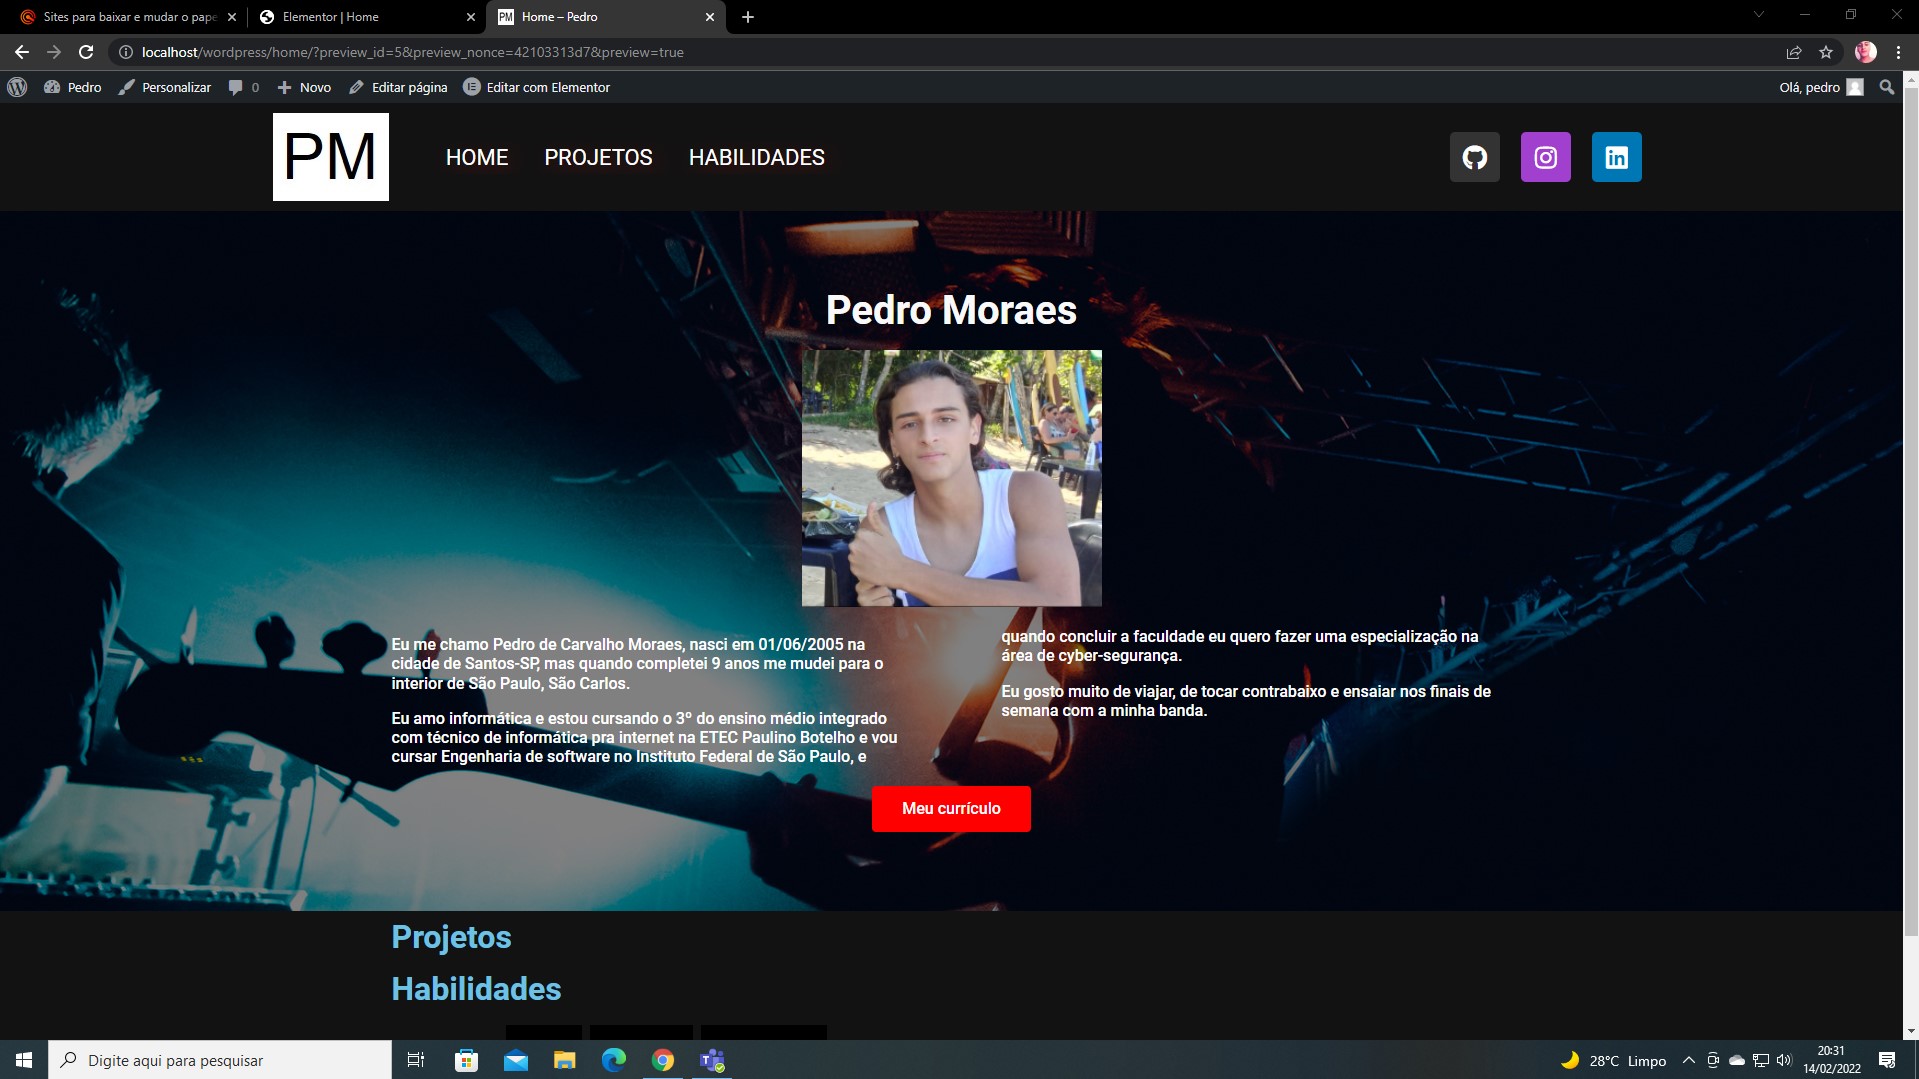 Sites para baixar e mudar o pape
Elementor | Home
PM Home – Pedro
localhost/wordpress/home/?preview_id=5&preview_nonce=42103313d7&preview=true
Pedro
Personalizar
0
Novo
Editar página
Editar com Elementor
Olá, pedro
PM
HOME
PROJETOS
HABILIDADES
Pedro Moraes
Eu me chamo Pedro de Carvalho Moraes, nasci em 01/06/2005 na
cidade de Santos-SP, mas quando completei 9 anos me mudei para o
interior de São Paulo, São Carlos.
Eu amo informática e estou cursando o 3º do ensino médio integrado
com técnico de informática pra internet na ETEC Paulino Botelho e vou
cursar Engenharia de software no Instituto Federal de São Paulo, e
quando concluir a faculdade eu quero fazer uma especialização na
área de cyber-segurança.
Eu gosto muito de viajar, de tocar contrabaixo e ensaiar nos finais de
semana com a minha banda.
Meu currículo
Projetos
Habilidades
Digite aqui para pesquisar
28°C Limpo
20:31
14/02/2022